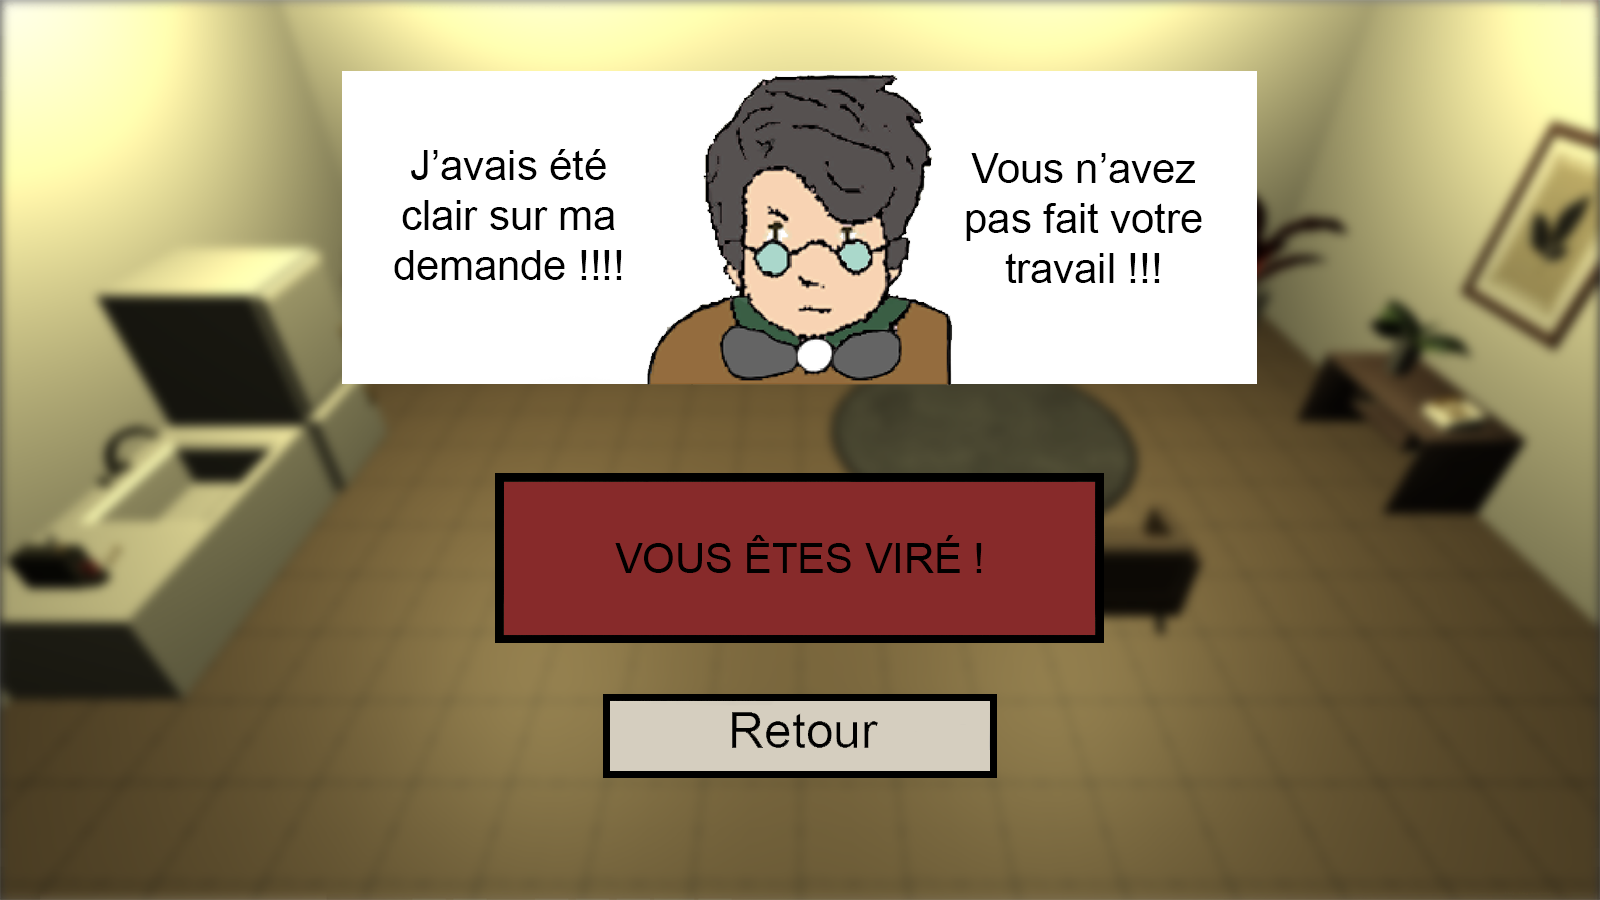 J’avais été
clair sur ma
demande !!!!
Vous n’avez
pas fait votre
travail !!!
VOUS ÊTES VIRÉ !
Retour